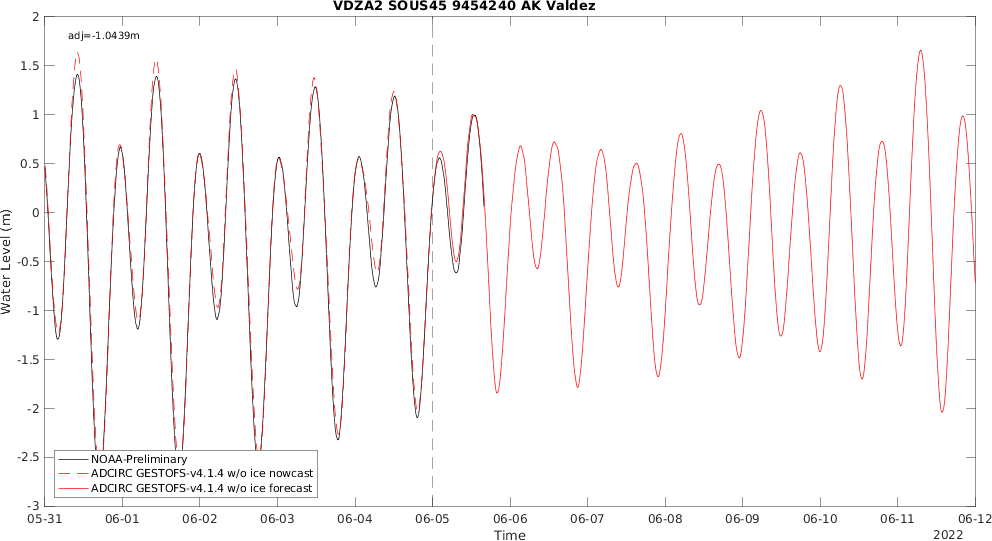 VDZA2 SOUS45 9454240 AK Valdez
adj=-1.0439m
2
1.5
1
0.5
0
-0.5
-1
-1.5
-2
-2.5
-3
Water Level (m)
NOAA-Preliminary
ADCIRC GESTOFS-v4.1.4 w/o ice nowcast
ADCIRC GESTOFS-v4.1.4 w/o ice forecast
05-31 06-01 06-02 06-03 06-04 06-05 06-06 06-07 06-08 06-09 06-10 06-11 06-12
Time
2022